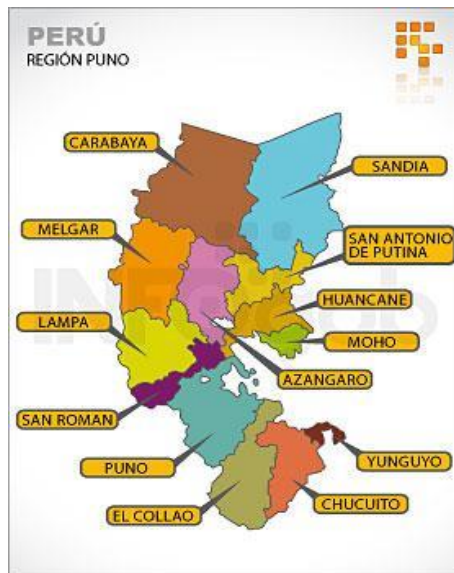 PERÚ
REGIÓN PUNO
CARABAYA
SANDIA
MELGAR
SAN ANTONIO
DE PUTINA
HUANCANE
LAMPA
MOHO
AZANGARO
SAN ROMAN
PUNO
YUNGUYO
EL COLLAO
CHUCUITO